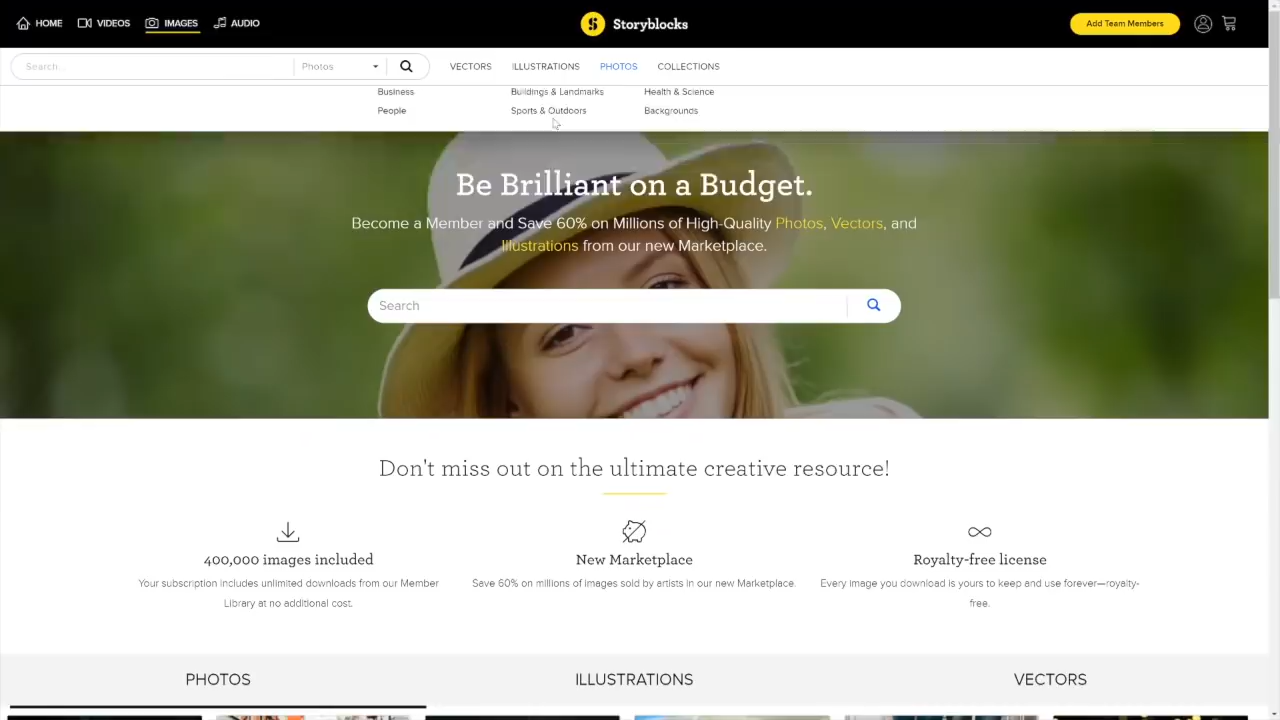 HOME VIDEOS IMAGES AUDIO
Storyblocks
Add Team Members
Search...
Photos
VECTORS ILLUSTRATIONS PHOTOS COLLECTIONS
Business Buildings & Landmarks Health & Science
People Sports & Outdoors Backgrounds
Be Brilliant on a Budget.
Become a Member and Save 60% on Millions of High-Quality Photos, Vectors, and
Illustrations from our new Marketplace.
Search
Don't miss out on the ultimate creative resource!
400,000 images included
Your subscription includes unlimited downloads from our Member
Library at no additional cost.
New Marketplace
Save 60% on millions of images sold by artists in our new Marketplace.
Royalty-free license
Every image you download is yours to keep and use forever—royalty-
free.
PHOTOS ILLUSTRATIONS VECTORS